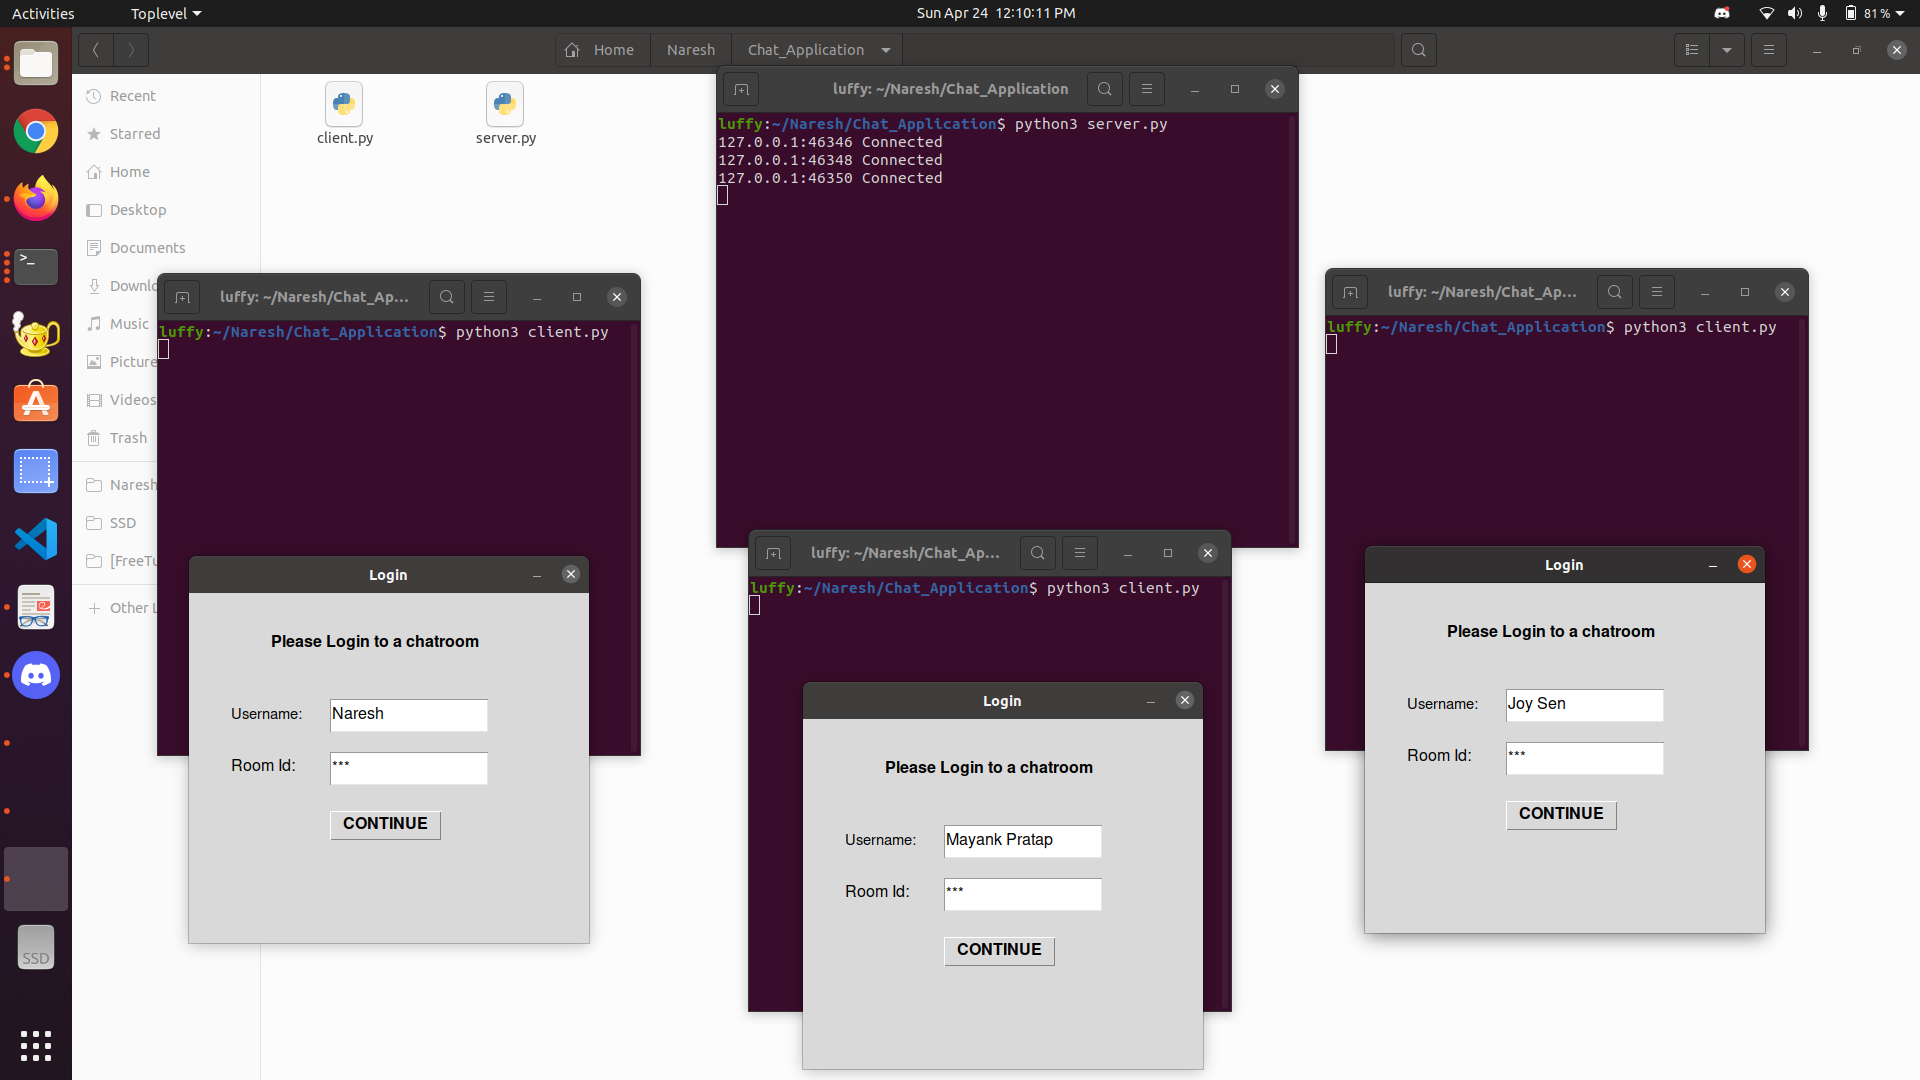 Activities
Toplevel
Sun Apr 24 12:10:11 PM
81 %
Home
Naresh
Chat_Application
Recent
Starred
Home
Desktop
Documents
Downlo
Music
Picture
Videos
Trash
Naresh
SSD
[FreeTu
Other L
client.py
server.py
luffy: ~/Naresh/Chat_Application
luffy:~/Naresh/Chat_Application$ python3 server.py
127.0.0.1:46346 Connected
127.0.0.1:46348 Connected
127.0.0.1:46350 Connected
luffy: ~/Naresh/Chat_Ap...
luffy:~/Naresh/Chat_Application$ python3 client.py
Login
Please Login to a chatroom
Username:
Naresh
Room Id:
***
CONTINUE
luffy: ~/Naresh/Chat_Ap...
luffy:~/Naresh/Chat_Application$ python3 client.py
Login
Please Login to a chatroom
Username:
Mayank Pratap
Room Id:
***
CONTINUE
luffy: ~/Naresh/Chat_Ap...
luffy:~/Naresh/Chat_Application$ python3 client.py
Login
Please Login to a chatroom
Username:
Joy Sen
Room Id:
***
CONTINUE
SSD